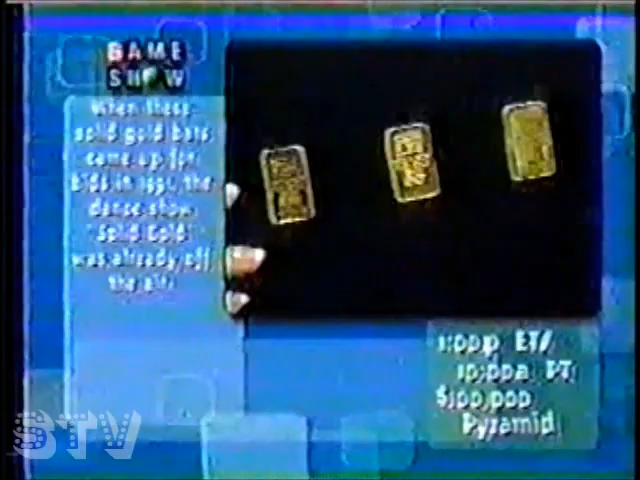 GAME
SHOW
When these
solid gold bars
came up for
bids in 1991, the
dance show
"Solid Gold"
was already off
the air!
1:00p ET/
10:00a PT
$100,000
Pyramid
STV